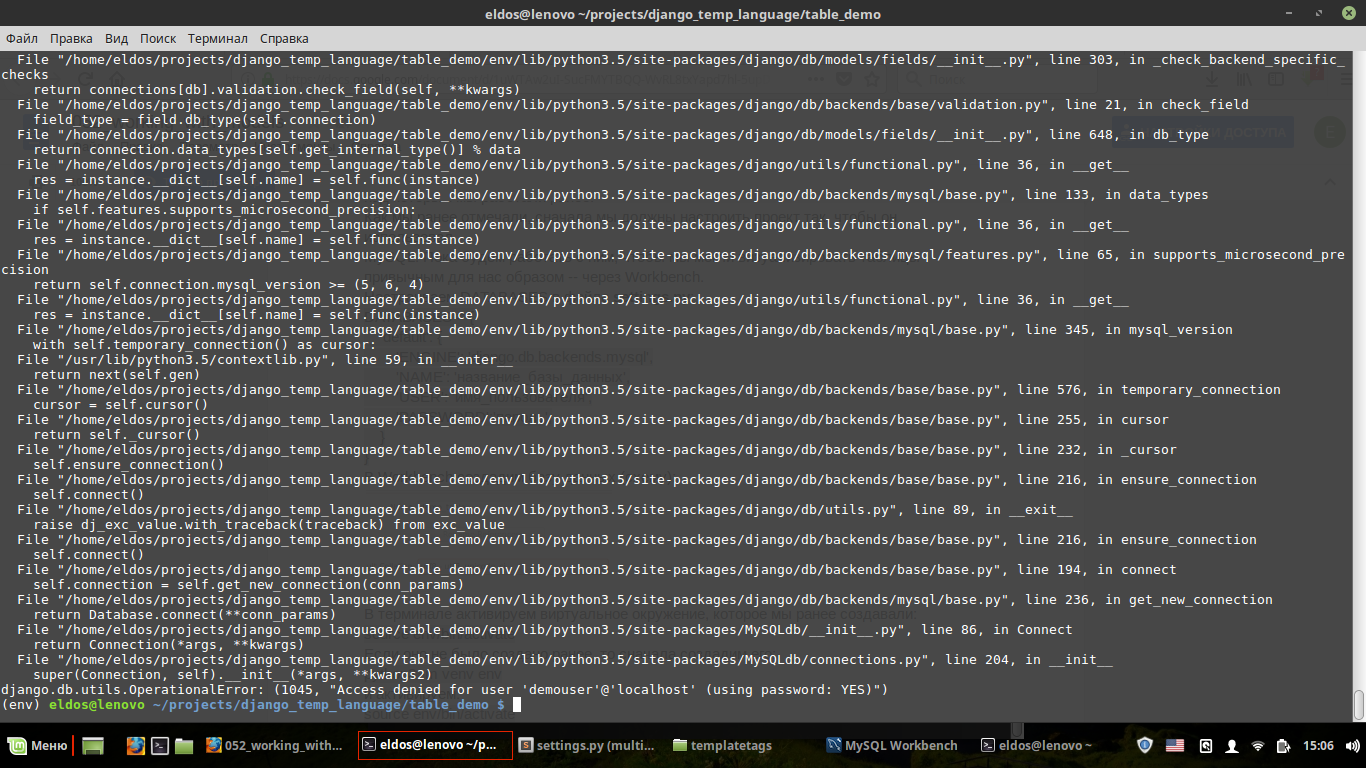 eldos@lenovo ~/projects/django_temp_language/table_demo
Файл Правка Вид Поиск Терминал Справка
File "/home/eldos/projects/django_temp_language/table_demo/env/lib/python3.5/site-packages/django/db/models/fields/__init__.py", line 303, in _check_backend_specific_
checks
return connections[db].validation.check_field(self, **kwargs)
File "/home/eldos/projects/django_temp_language/table_demo/env/lib/python3.5/site-packages/django/db/backends/base/validation.py", line 21, in check_field
field_type = field.db_type(self.connection)
File "/home/eldos/projects/django_temp_language/table_demo/env/lib/python3.5/site-packages/django/db/models/fields/__init__.py", line 648, in db_type
return connection.data_types[self.get_internal_type()] % data
File "/home/eldos/projects/django_temp_language/table_demo/env/lib/python3.5/site-packages/django/utils/functional.py", line 36, in __get__
res = instance.__dict__[self.name] = self.func(instance)
File "/home/eldos/projects/django_temp_language/table_demo/env/lib/python3.5/site-packages/django/db/backends/mysql/base.py", line 133, in data_types
if self.features.supports_microsecond_precision:
File "/home/eldos/projects/django_temp_language/table_demo/env/lib/python3.5/site-packages/django/utils/functional.py", line 36, in __get__
res = instance.__dict__[self.name] = self.func(instance)
File "/home/eldos/projects/django_temp_language/table_demo/env/lib/python3.5/site-packages/django/db/backends/mysql/features.py", line 65, in supports_microsecond_pre
cision
return self.connection.mysql_version >= (5, 6, 4)
File "/home/eldos/projects/django_temp_language/table_demo/env/lib/python3.5/site-packages/django/utils/functional.py", line 36, in __get__
res = instance.__dict__[self.name] = self.func(instance)
File "/home/eldos/projects/django_temp_language/table_demo/env/lib/python3.5/site-packages/django/db/backends/mysql/base.py", line 345, in mysql_version
with self.temporary_connection() as cursor:
File "/usr/lib/python3.5/contextlib.py", line 59, in __enter__
return next(self.gen)
File "/home/eldos/projects/django_temp_language/table_demo/env/lib/python3.5/site-packages/django/db/backends/base/base.py", line 576, in temporary_connection
cursor = self.cursor()
File "/home/eldos/projects/django_temp_language/table_demo/env/lib/python3.5/site-packages/django/db/backends/base/base.py", line 255, in cursor
return self._cursor()
File "/home/eldos/projects/django_temp_language/table_demo/env/lib/python3.5/site-packages/django/db/backends/base/base.py", line 232, in _cursor
self.ensure_connection()
File "/home/eldos/projects/django_temp_language/table_demo/env/lib/python3.5/site-packages/django/db/backends/base/base.py", line 216, in ensure_connection
self.connect()
File "/home/eldos/projects/django_temp_language/table_demo/env/lib/python3.5/site-packages/django/db/utils.py", line 89, in __exit__
raise dj_exc_value.with_traceback(traceback) from exc_value
File "/home/eldos/projects/django_temp_language/table_demo/env/lib/python3.5/site-packages/django/db/backends/base/base.py", line 216, in ensure_connection
self.connect()
File "/home/eldos/projects/django_temp_language/table_demo/env/lib/python3.5/site-packages/django/db/backends/base/base.py", line 194, in connect
self.connection = self.get_new_connection(conn_params)
File "/home/eldos/projects/django_temp_language/table_demo/env/lib/python3.5/site-packages/django/db/backends/mysql/base.py", line 236, in get_new_connection
return Database.connect(**conn_params)
File "/home/eldos/projects/django_temp_language/table_demo/env/lib/python3.5/site-packages/MySQLdb/__init__.py", line 86, in Connect
return Connection(*args, **kwargs)
File "/home/eldos/projects/django_temp_language/table_demo/env/lib/python3.5/site-packages/MySQLdb/connections.py", line 204, in __init__
super(Connection, self).__init__(*args, **kwargs2)
django.db.utils.OperationalError: (1045, "Access denied for user 'demouser'@'localhost' (using password: YES)")
(env) eldos@lenovo ~/projects/django_temp_language/table_demo $
Меню 052_working_with... eldos@lenovo ~/p... settings.py (multi... templatetags MySQL Workbench eldos@lenovo ~ 15:06